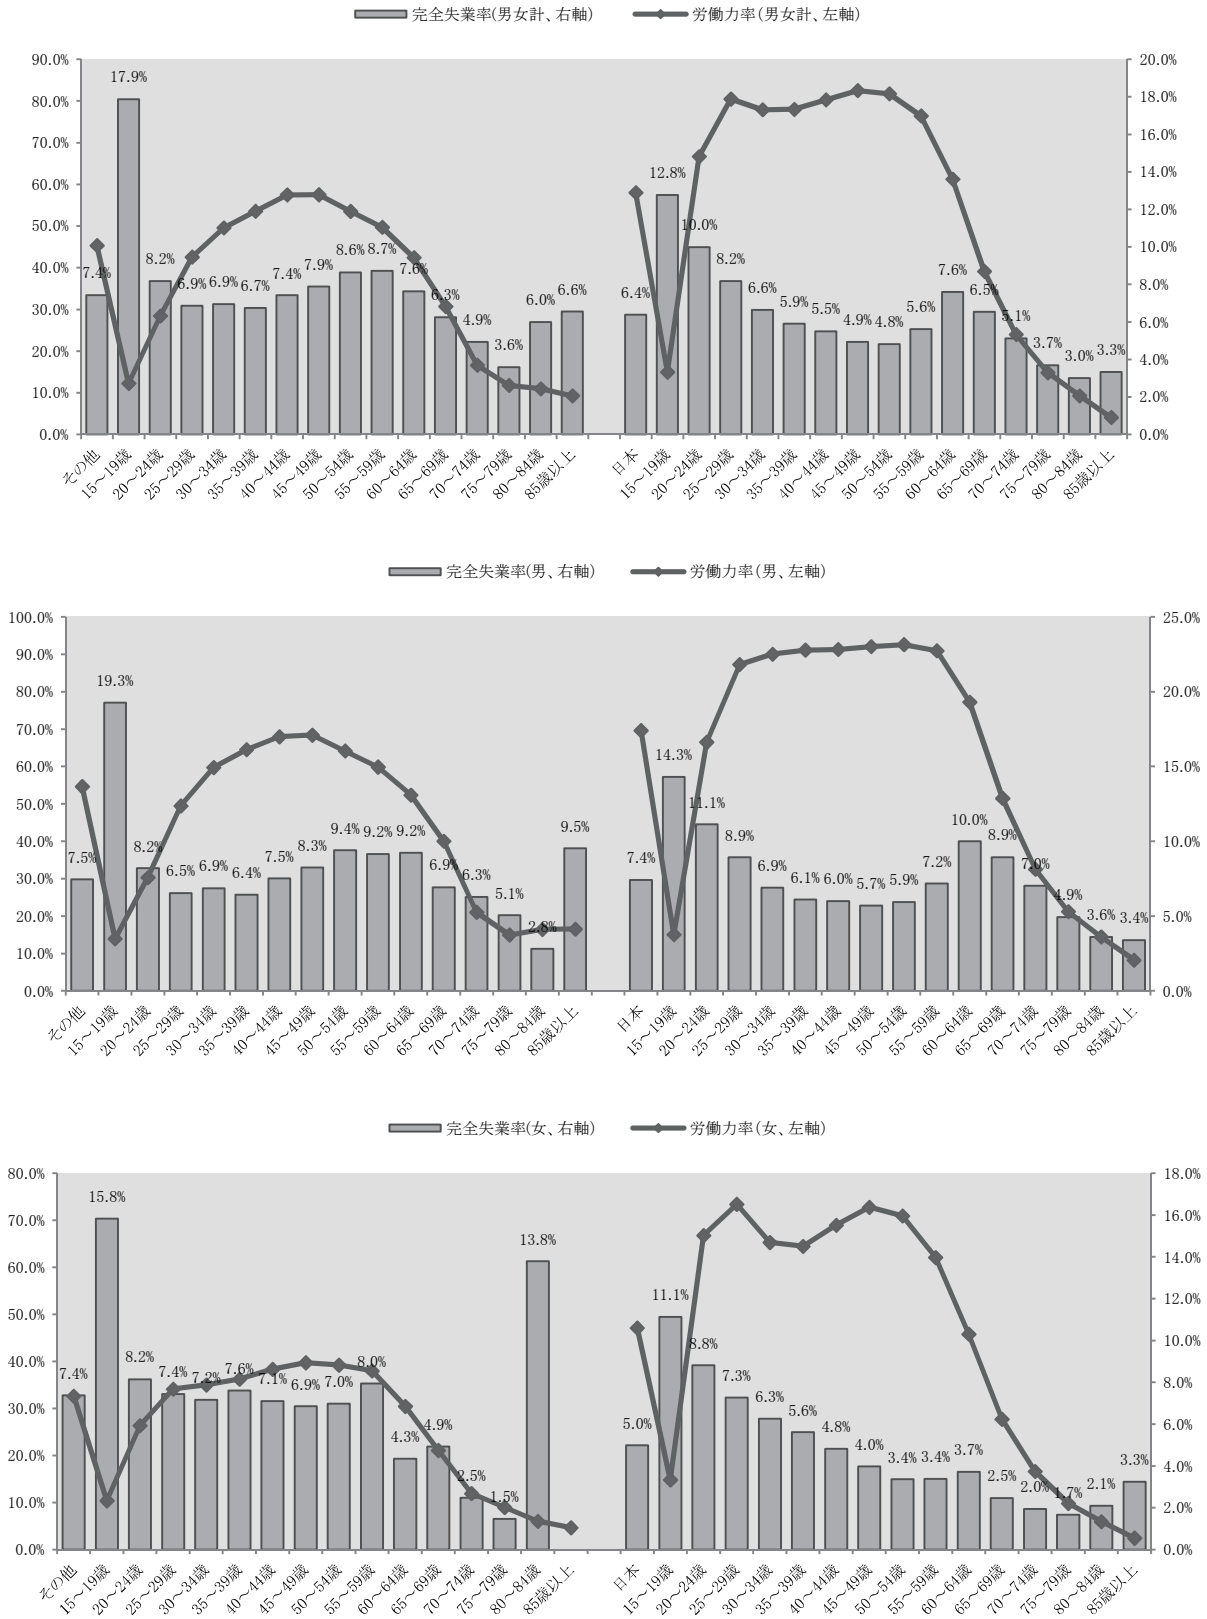 完全失業率(男女計、右軸) 労働力率(男女計、左軸)
90.0% 80.0% 70.0% 60.0% 50.0% 40.0% 30.0% 20.0% 10.0% 0.0%
7.4% 17.9% 8.2% 6.9% 6.9% 6.7% 7.4% 7.9% 8.6% 8.7% 7.6% 6.3% 4.9% 3.6% 6.0% 6.6%
6.4% 12.8% 10.0% 8.2% 6.6% 5.9% 5.5% 4.9% 4.8% 5.6% 7.6% 6.5% 5.1% 3.7% 3.0% 3.3%
20.0% 18.0% 16.0% 14.0% 12.0% 10.0% 8.0% 6.0% 4.0% 2.0% 0.0%
その他 15～19歳 20～24歳 25～29歳 30～34歳 35～39歳 40～44歳 45～49歳 50～54歳 55～59歳 60～64歳 65～69歳 70～74歳 75～79歳 80～84歳 85歳以上
日本 15～19歳 20～24歳 25～29歳 30～34歳 35～39歳 40～44歳 45～49歳 50～54歳 55～59歳 60～64歳 65～69歳 70～74歳 75～79歳 80～84歳 85歳以上
完全失業率(男、右軸) 労働力率(男、左軸)
100.0% 90.0% 80.0% 70.0% 60.0% 50.0% 40.0% 30.0% 20.0% 10.0% 0.0%
7.5% 19.3% 8.2% 6.5% 6.9% 6.4% 7.5% 8.3% 9.4% 9.2% 9.2% 6.9% 6.3% 5.1% 2.8% 9.5%
7.4% 14.3% 11.1% 8.9% 6.9% 6.1% 6.0% 5.7% 5.9% 7.2% 10.0% 8.9% 7.0% 4.9% 3.6% 3.4%
25.0% 20.0% 15.0% 10.0% 5.0% 0.0%
その他 15～19歳 20～24歳 25～29歳 30～34歳 35～39歳 40～44歳 45～49歳 50～54歳 55～59歳 60～64歳 65～69歳 70～74歳 75～79歳 80～84歳 85歳以上
日本 15～19歳 20～24歳 25～29歳 30～34歳 35～39歳 40～44歳 45～49歳 50～54歳 55～59歳 60～64歳 65～69歳 70～74歳 75～79歳 80～84歳 85歳以上
完全失業率(女、右軸) 労働力率(女、左軸)
80.0% 70.0% 60.0% 50.0% 40.0% 30.0% 20.0% 10.0% 0.0%
7.4% 15.8% 8.2% 7.4% 7.2% 7.6% 7.1% 6.9% 7.0% 8.0% 4.3% 4.9% 2.5% 1.5% 13.8%
5.0% 11.1% 8.8% 7.3% 6.3% 5.6% 4.8% 4.0% 3.4% 3.4% 3.7% 2.5% 2.0% 1.7% 2.1% 3.3%
18.0% 16.0% 14.0% 12.0% 10.0% 8.0% 6.0% 4.0% 2.0% 0.0%
その他 15～19歳 20～24歳 25～29歳 30～34歳 35～39歳 40～44歳 45～49歳 50～54歳 55～59歳 60～64歳 65～69歳 70～74歳 75～79歳 80～84歳 85歳以上
日本 15～19歳 20～24歳 25～29歳 30～34歳 35～39歳 40～44歳 45～49歳 50～54歳 55～59歳 60～64歳 65～69歳 70～74歳 75～79歳 80～84歳 85歳以上